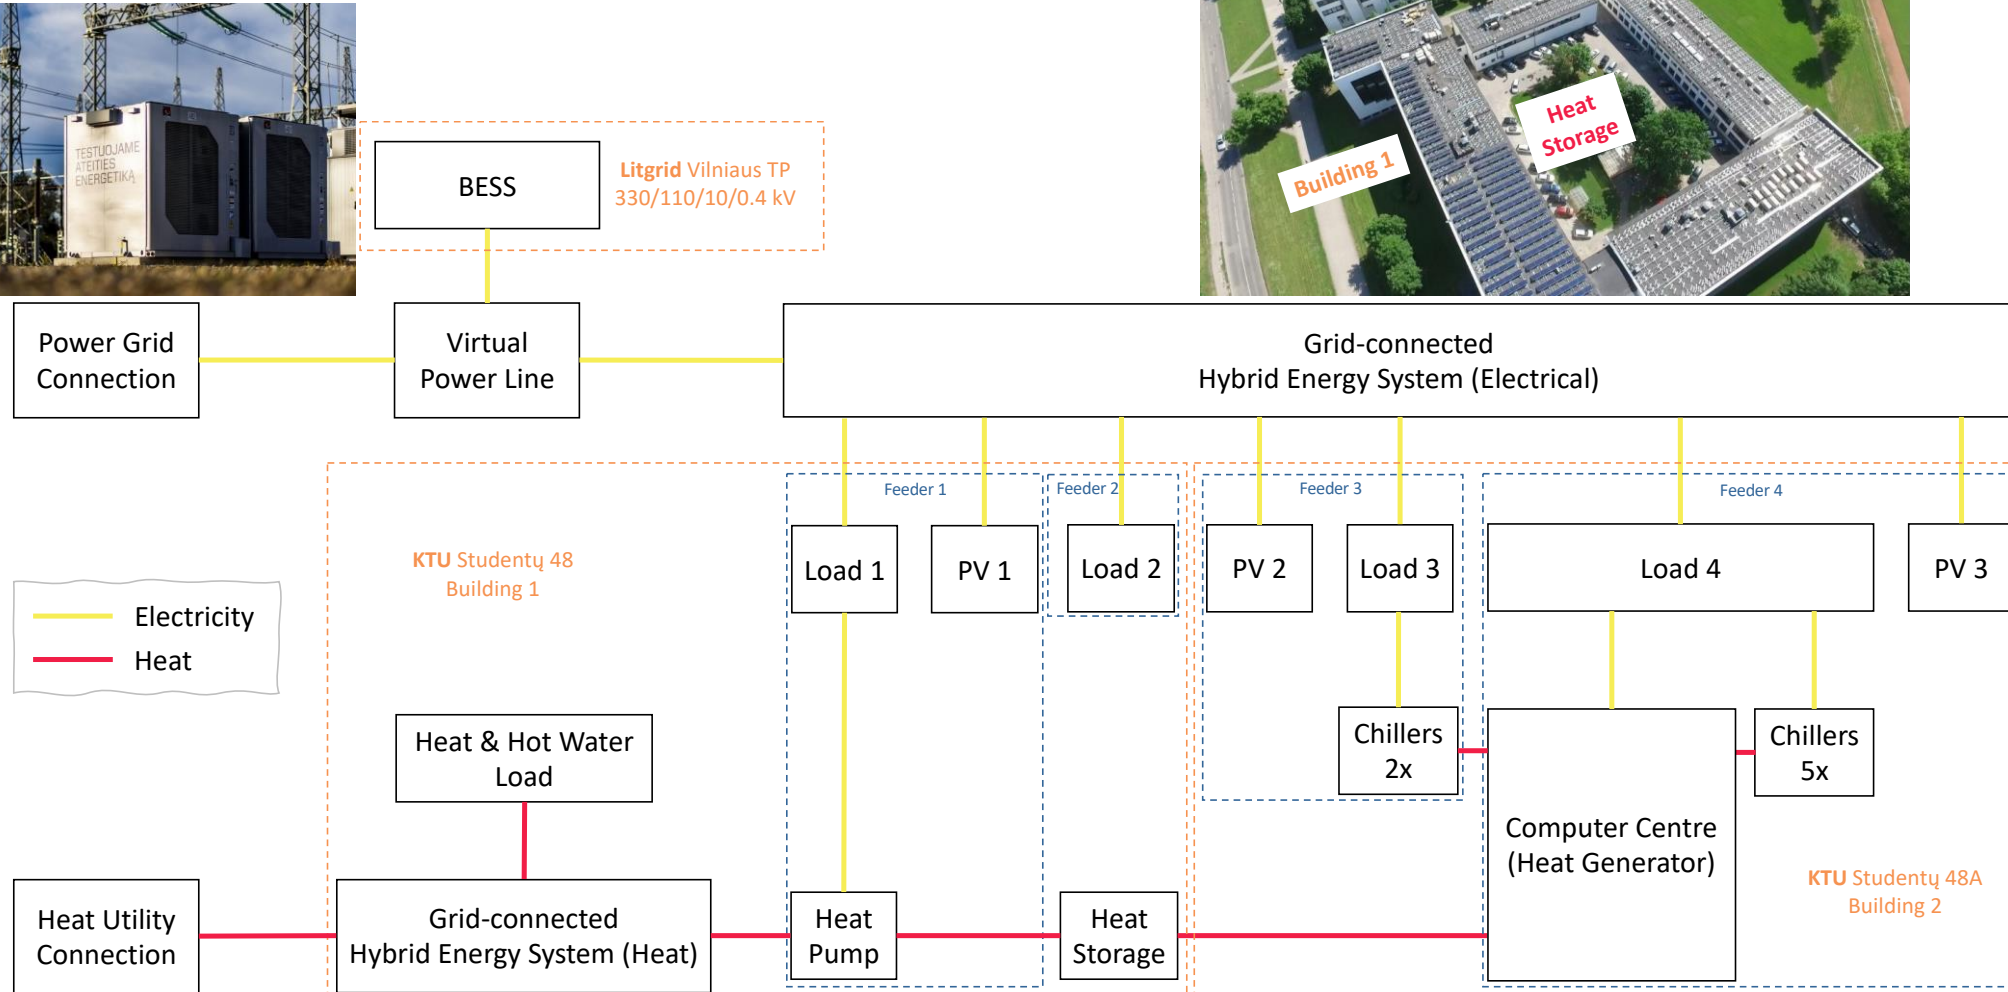 TESTUOJAME
ATEITIES
ENERGETIKĄ
BESS
Litgrid Vilniaus TP
330/110/10/0.4 kV
Building 1
Heat
Storage
Power Grid
Connection
Virtual
Power Line
Grid-connected
Hybrid Energy System (Electrical)
Feeder 1
Feeder 2
Feeder 3
Feeder 4
KTU Studentų 48
Building 1
Load 1
PV 1
Load 2
PV 2
Load 3
Load 4
PV 3
Electricity
Heat
Heat & Hot Water
Load
Chillers
2x
Chillers
5x
Computer Centre
(Heat Generator)
KTU Studentų 48A
Building 2
Heat Utility
Connection
Grid-connected
Hybrid Energy System (Heat)
Heat
Pump
Heat
Storage